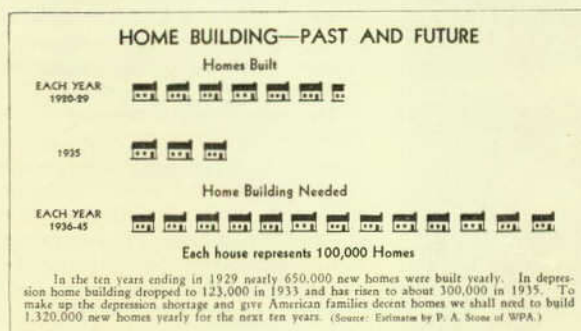 HOME BUILDING—PAST AND FUTURE
Homes Built
EACH YEAR
1920-29
1935
Home Building Needed
EACH YEAR
1936-45
Each house represents 100,000 Homes
In the ten years ending in 1929 nearly 650,000 new homes were built yearly. In depres-
sion home building dropped to 123,000 in 1933 and has risen to about 300,000 in 1935. To
make up the depression shortage and give American families decent homes we shall need to build
1,320,000 new homes yearly for the next ten years. (Source: Estimates by P. A. Stone of WPA.)